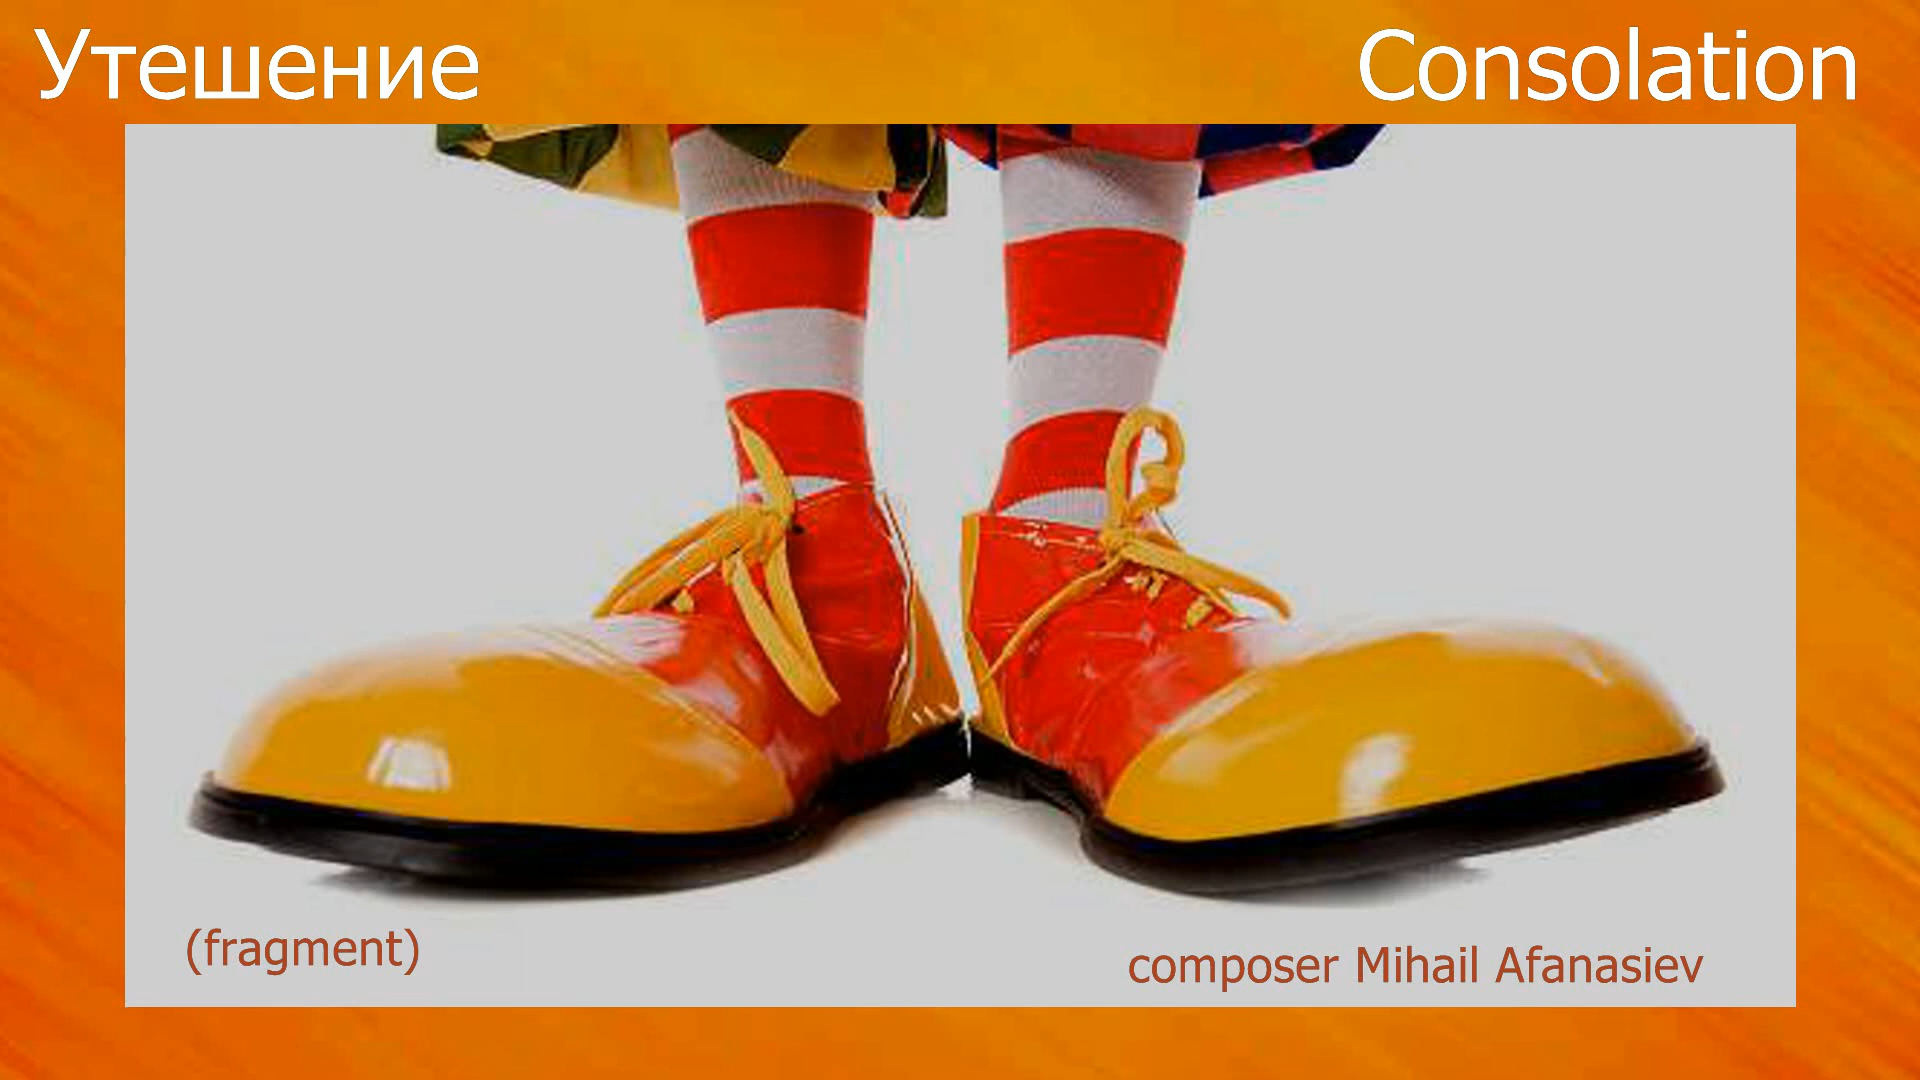 Утешение
Consolation
(fragment)
composer Mihail Afanasiev